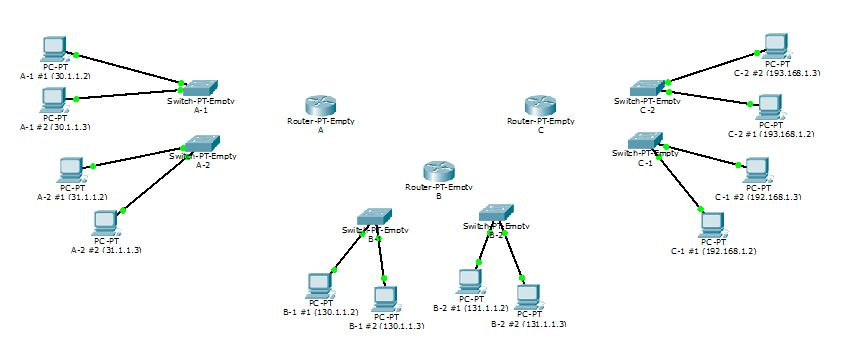 PC-PT
A-1 #1 (30.1.1.2)
PC-PT
A-1 #2 (30.1.1.3)
Switch-PT-Empty
A-1
Switch-PT-Empty
A-2
PC-PT
A-2 #1 (31.1.1.2)
PC-PT
A-2 #2 (31.1.1.3)
Router-PT-Empty
A
Router-PT-Empty
C
Router-PT-Empty
B
PC-PT
C-2 #2 (193.168.1.3)
Switch-PT-Empty
C-2
PC-PT
C-2 #1 (193.168.1.2)
Switch-PT-Empty
C-1
PC-PT
C-1 #2 (192.168.1.3)
PC-PT
C-1 #1 (192.168.1.2)
Switch-PT-Empty
Switch-PT-Empty
PC-PT
B-1 #1 (130.1.1.2)
PC-PT
B-1 #2 (130.1.1.3)
PC-PT
B-2 #1 (131.1.1.2)
PC-PT
B-2 #2 (131.1.1.3)